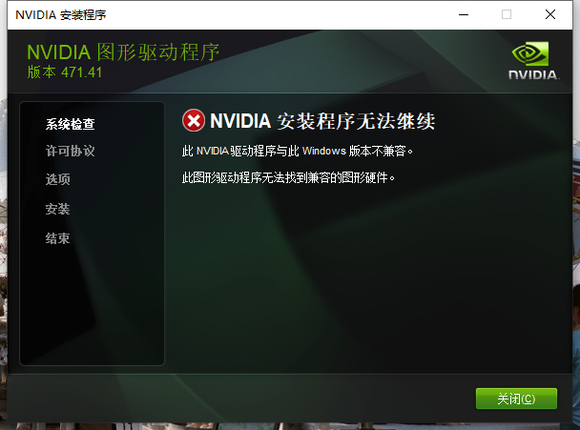 NVIDIA 安装程序
NVIDIA 图形驱动程序
版本 471.41
NVIDIA
系统检查
许可协议
选项
安装
结束
NVIDIA 安装程序无法继续
此 NVIDIA 驱动程序与此 Windows 版本不兼容。
此图形驱动程序无法找到兼容的图形硬件。
关闭(C)